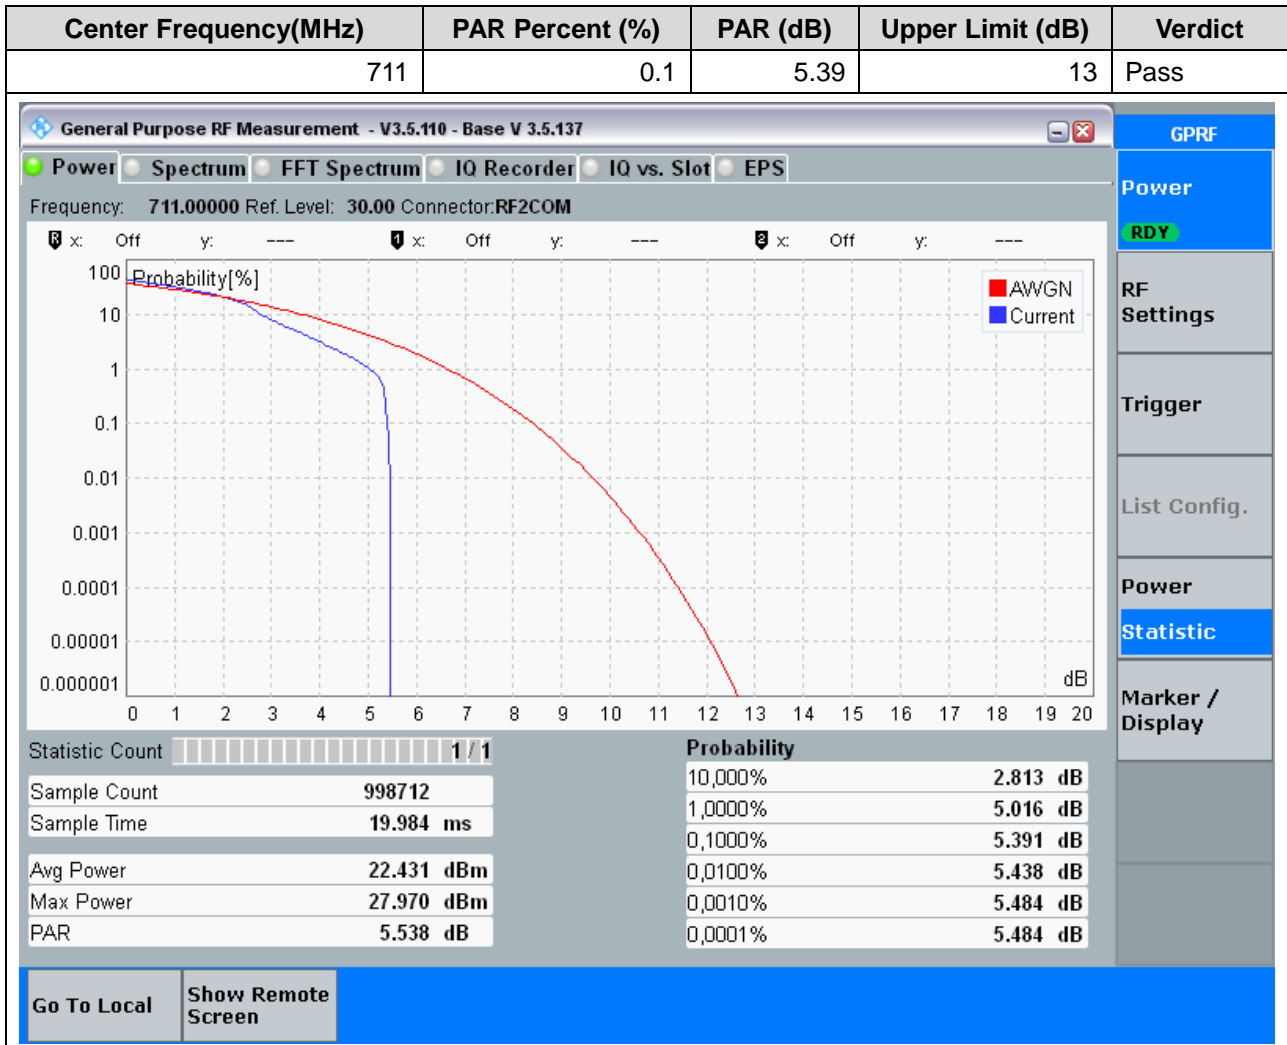 Center Frequency(MHz) PAR Percent (%) PAR (dB) Upper Limit (dB) Verdict
711 0.1 5.39 13 Pass
General Purpose RF Measurement - V3.5.110 - Base V 3.5.137
GPRF
Power Spectrum FFT Spectrum IQ Recorder IQ vs. Slot EPS
Frequency: 711.00000 Ref. Level: 30.00 Connector:RF2COM
R x: Off y: --- 1 x: Off y: --- 2 x: Off y: ---
Probability[%]
AWGN
Current
100
10
1
0.1
0.01
0.001
0.0001
0.00001
0.000001
dB
0 1 2 3 4 5 6 7 8 9 10 11 12 13 14 15 16 17 18 19 20
Statistic Count 1 / 1
Sample Count 998712
Sample Time 19.984 ms
Avg Power 22.431 dBm
Max Power 27.970 dBm
PAR 5.538 dB
Probability
10,000% 2.813 dB
1,0000% 5.016 dB
0,1000% 5.391 dB
0,0100% 5.438 dB
0,0010% 5.484 dB
0,0001% 5.484 dB
Power
RDY
RF
Settings
Trigger
List Config.
Power
Statistic
Marker /
Display
Go To Local
Show Remote
Screen